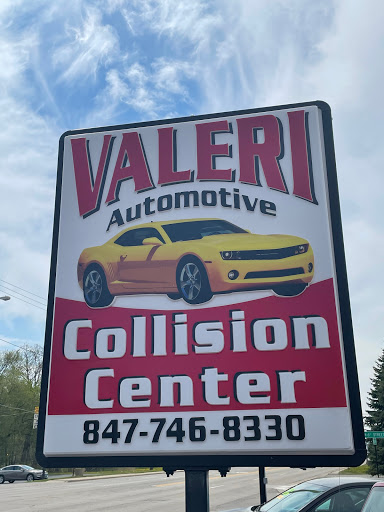 VALERI
Automotive
Collision
Center
847-746-8330